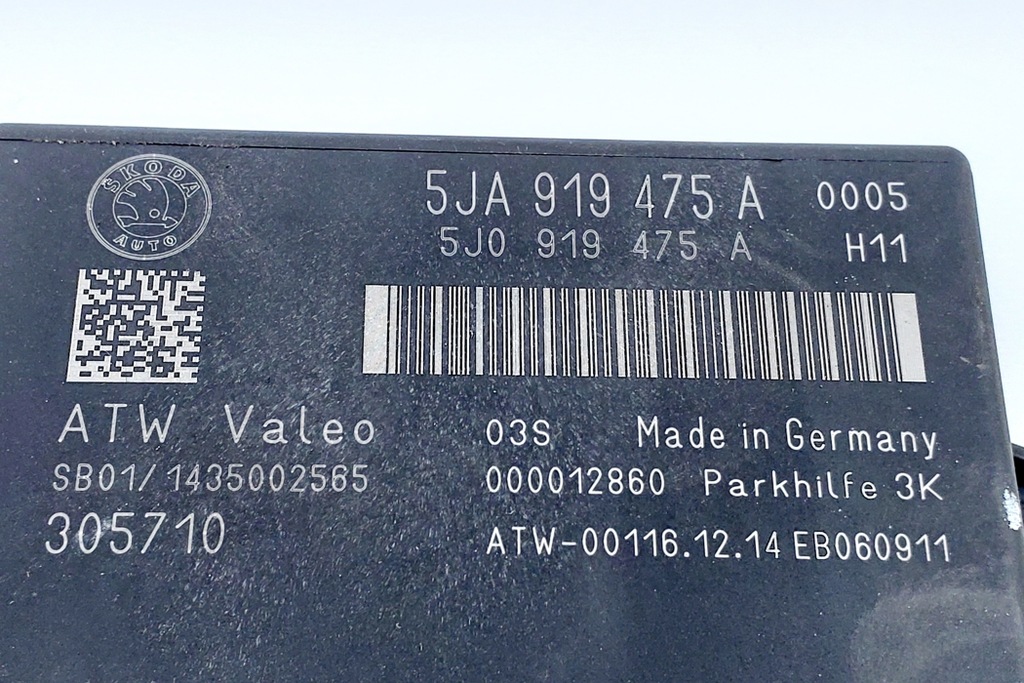 SKODA
AUTO
5JA 919 475 A 0005
5J0 919 475 A H11
ATW Valeo 03S Made in Germany
SB01/1435002565 000012860 Parkhilfe 3K
305710 ATW-00116.12.14 EB060911